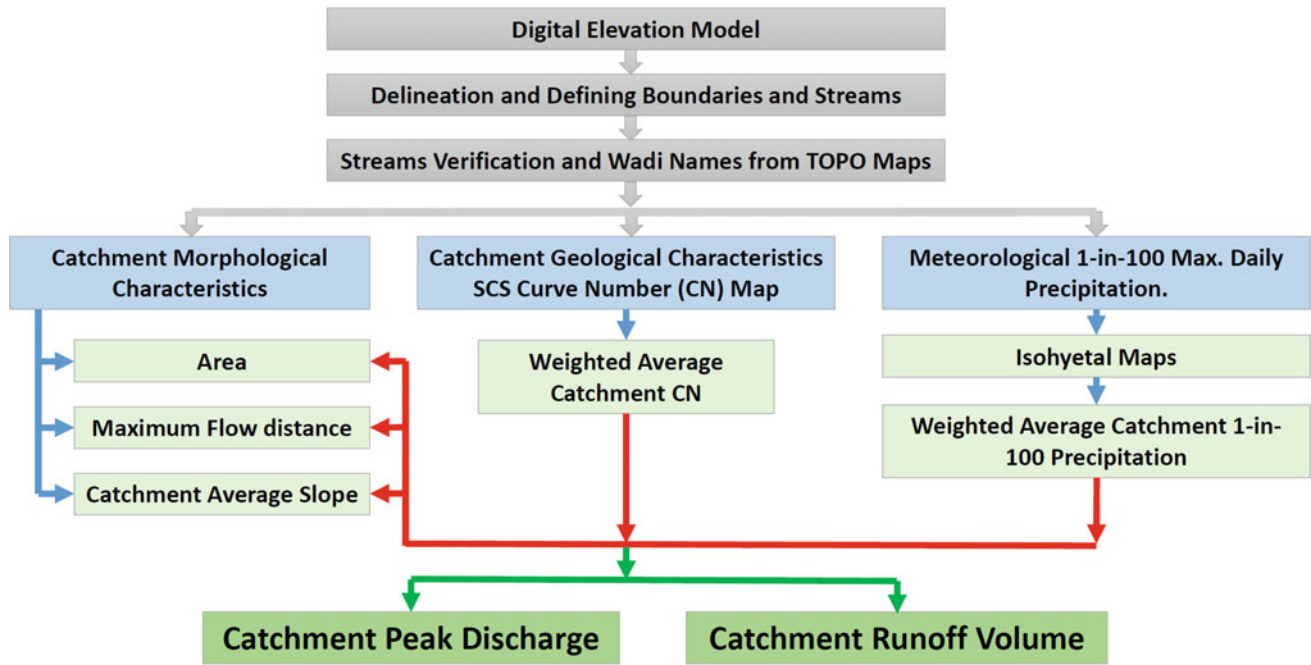 Digital Elevation Model
Delineation and Defining Boundaries and Streams
Streams Verification and Wadi Names from TOPO Maps
Catchment Morphological
Characteristics
Catchment Geological Characteristics
SCS Curve Number (CN) Map
Meteorological 1-in-100 Max. Daily
Precipitation.
Area
Maximum Flow distance
Catchment Average Slope
Weighted Average
Catchment CN
Isohyetal Maps
Weighted Average Catchment 1-in-
100 Precipitation
Catchment Peak Discharge
Catchment Runoff Volume